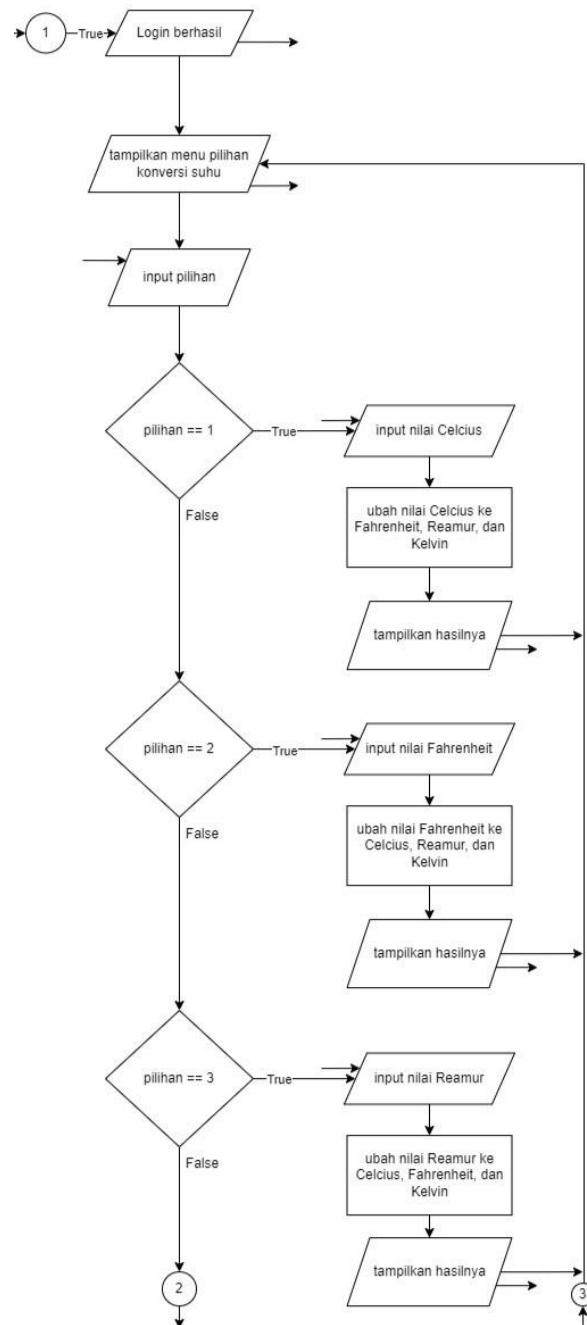 1
True
Login berhasil
tampilkan menu pilihan
konversi suhu
input pilihan
pilihan == 1
True
input nilai Celcius
False
ubah nilai Celcius ke
Fahrenheit, Reamur, dan
Kelvin
tampilkan hasilnya
pilihan == 2
True
input nilai Fahrenheit
False
ubah nilai Fahrenheit ke
Celcius, Reamur, dan
Kelvin
tampilkan hasilnya
pilihan == 3
True
input nilai Reamur
False
ubah nilai Reamur ke
Celcius, Fahrenheit, dan
Kelvin
tampilkan hasilnya
2
3